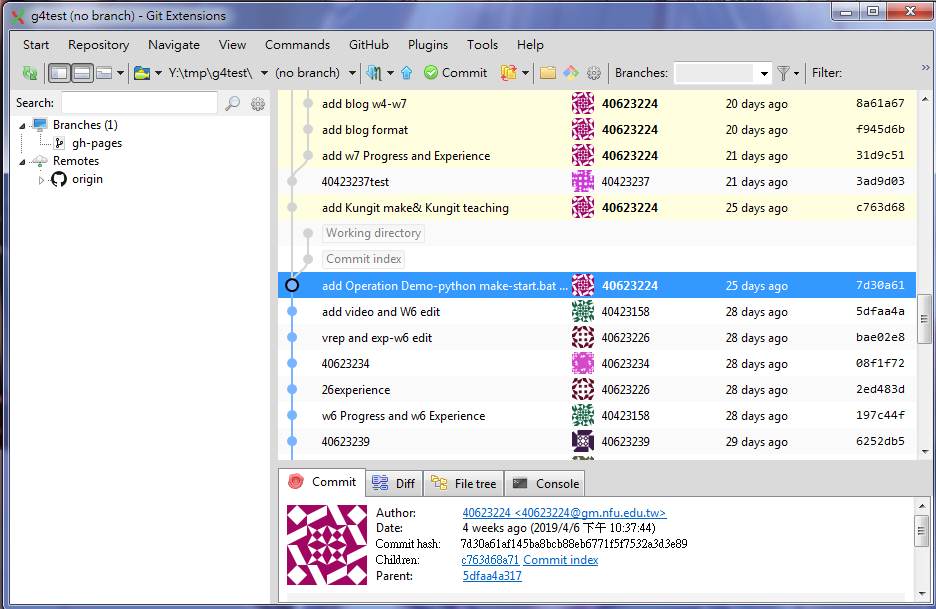 g4test (no branch) - Git Extensions
Start Repository Navigate View Commands GitHub Plugins Tools Help
Y:\tmp\g4test\ (no branch) Commit Branches: Filter:
Search:
Branches (1)
gh-pages
Remotes
origin
add blog w4-w7 40623224 20 days ago 8a61a67
add blog format 40623224 20 days ago f945d6b
add w7 Progress and Experience 40623224 21 days ago 31d9c51
40423237test 40423237 21 days ago 3ad9d03
add Kungit make& Kungit teaching 40623224 25 days ago c763d68
Working directory
Commit index
add Operation Demo-python make-start.bat ... 40623224 25 days ago 7d30a61
add video and W6 edit 40423158 28 days ago 5dfaa4a
vrep and exp-w6 edit 40623226 28 days ago bae02e8
40623234 40623234 28 days ago 08f1f72
26experience 40623226 28 days ago 2ed483d
w6 Progress and w6 Experience 40423158 28 days ago 197c44f
40623239 40623239 29 days ago 6252db5
Commit Diff File tree Console
Author: 40623224 <40623224@gm.nfu.edu.tw>
Date: 4 weeks ago (2019/4/6 下午 10:37:44)
Commit hash: 7d30a61af145ba8bcb88eb6771f5f7532a3d3e89
Children: c763d68a71 Commit index
Parent: 5dfaa4a317